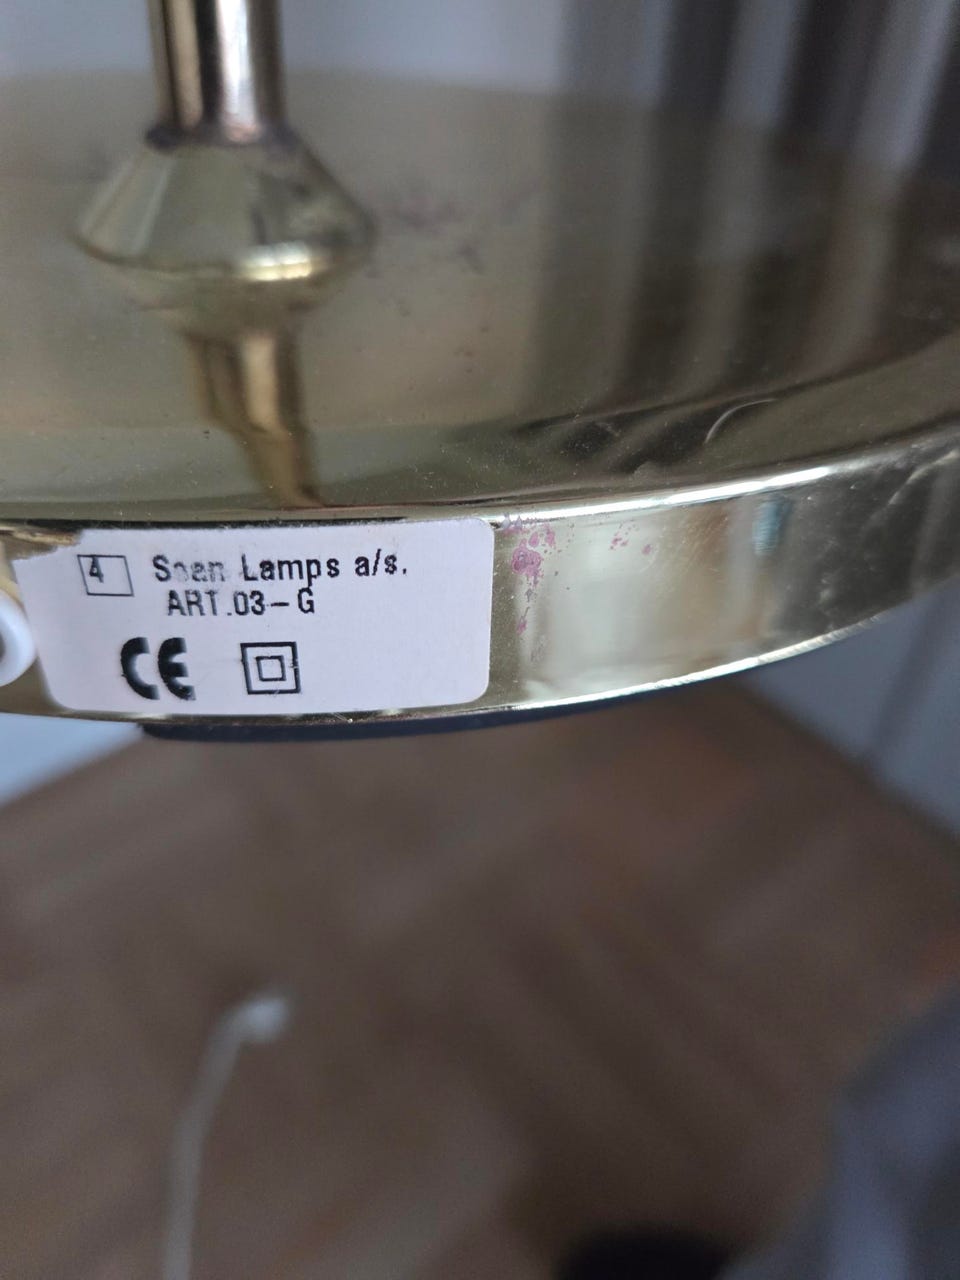 4 Scan Lamps a/s.
ART.03-G
CE